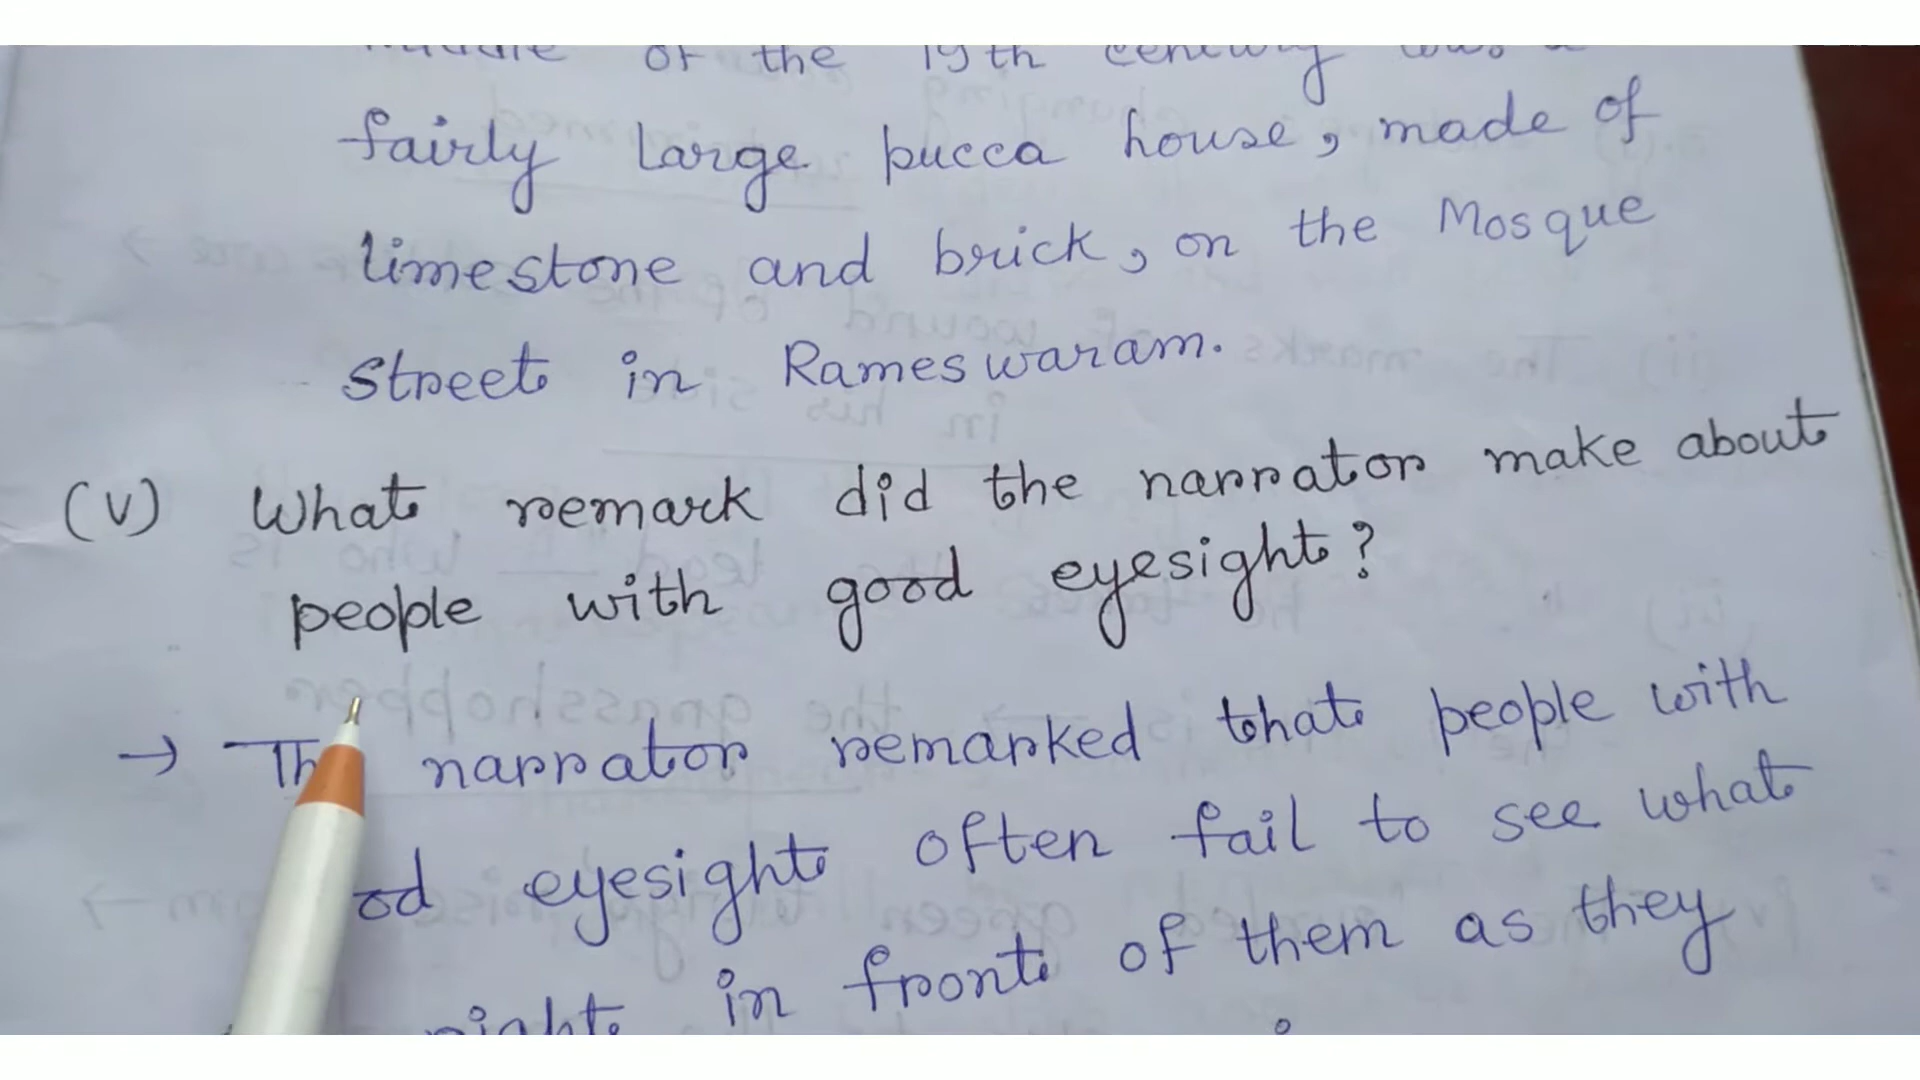 of the 19th century
fairly large pucca house, made of
limestone and brick, on the Mosque
Street in Rameswaram.
(v) What remark did the narrator make about
people with good eyesight?
→ The narrator remarked that people with
od eyesight often fail to see what
right in front of them as they